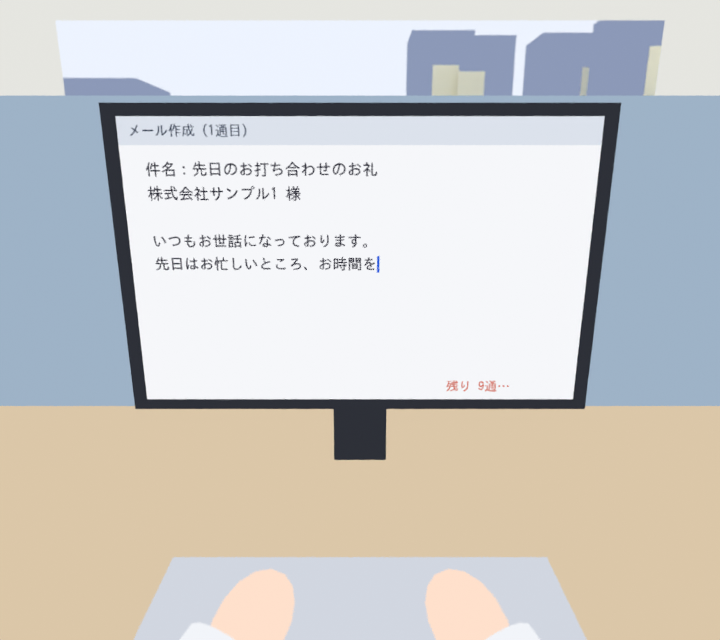 メール作成（1通目）
件名：先日のお打ち合わせのお礼
株式会社サンプル1 様
いつもお世話になっております。
先日はお忙しいところ、お時間を
残り 9通…